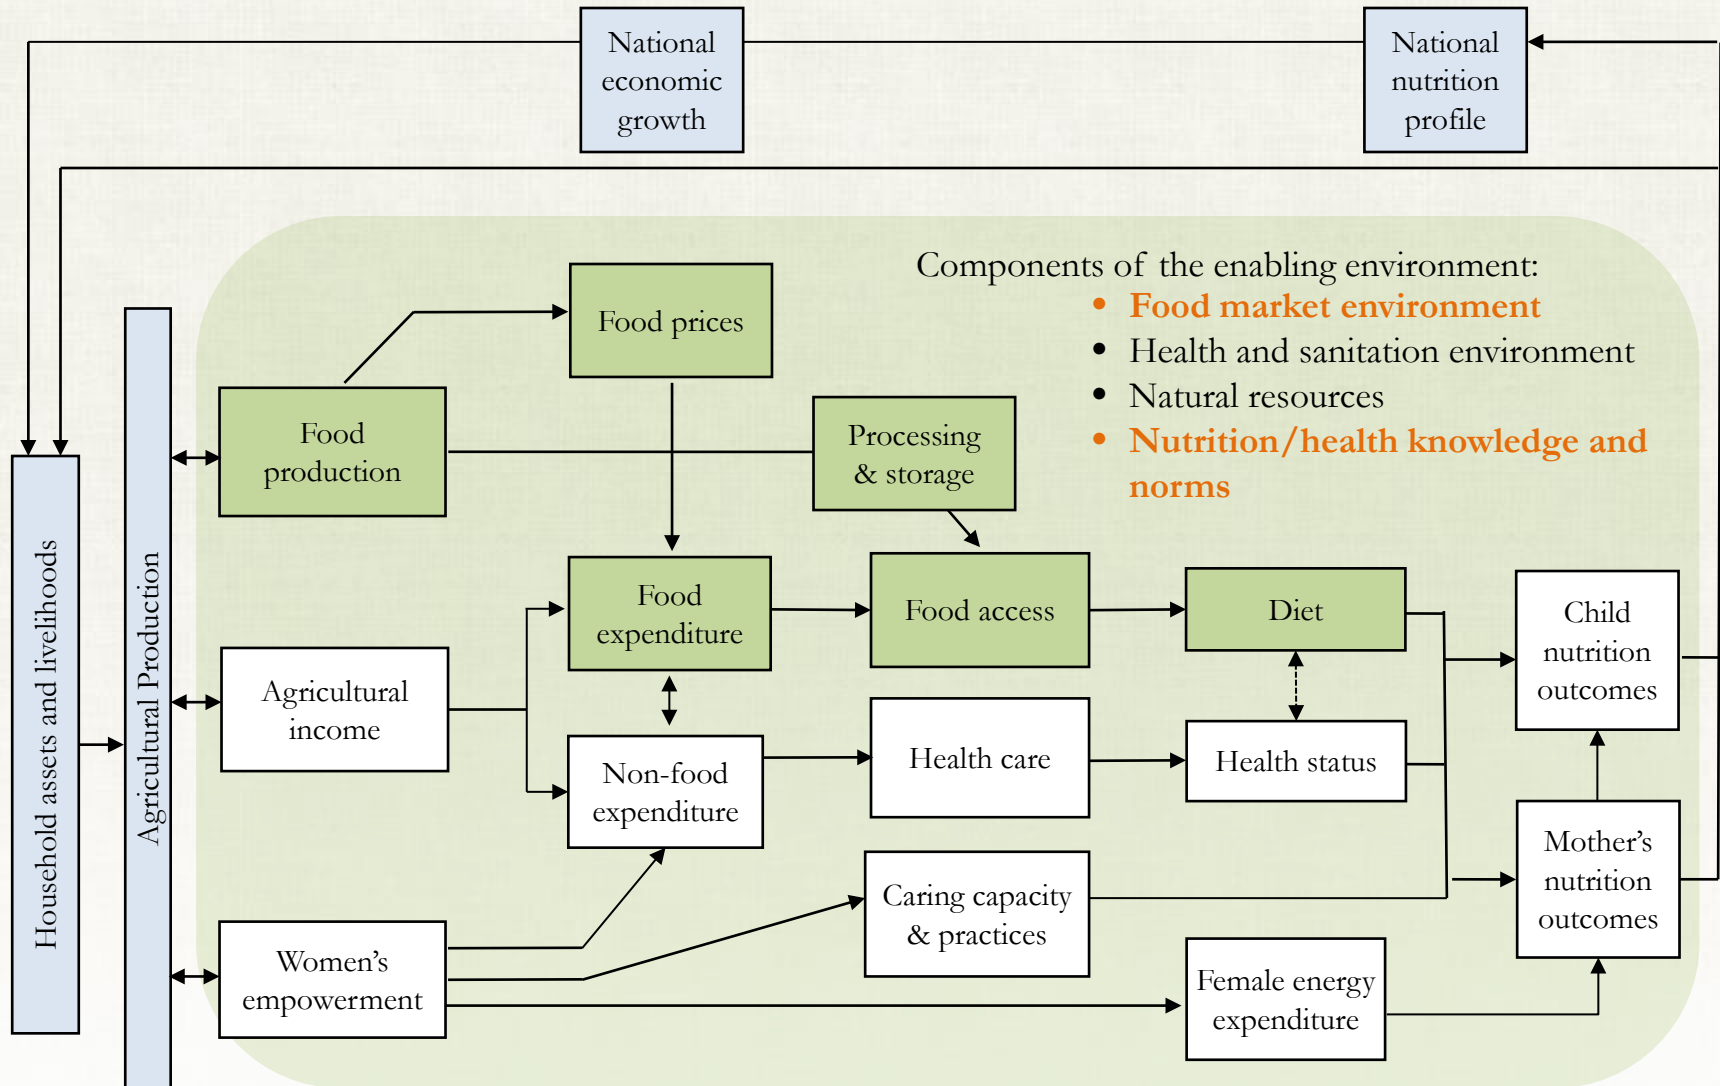 National
economic
growth
National
nutrition
profile
Components of the enabling environment:
• Food market environment
• Health and sanitation environment
• Natural resources
• Nutrition/health knowledge and
norms
Food prices
Food
production
Processing
& storage
Household assets and livelihoods
Agricultural Production
Food
expenditure
Food access
Diet
Child
nutrition
outcomes
Agricultural
income
Non-food
expenditure
Health care
Health status
Mother’s
nutrition
outcomes
Caring capacity
& practices
Women’s
empowerment
Female energy
expenditure